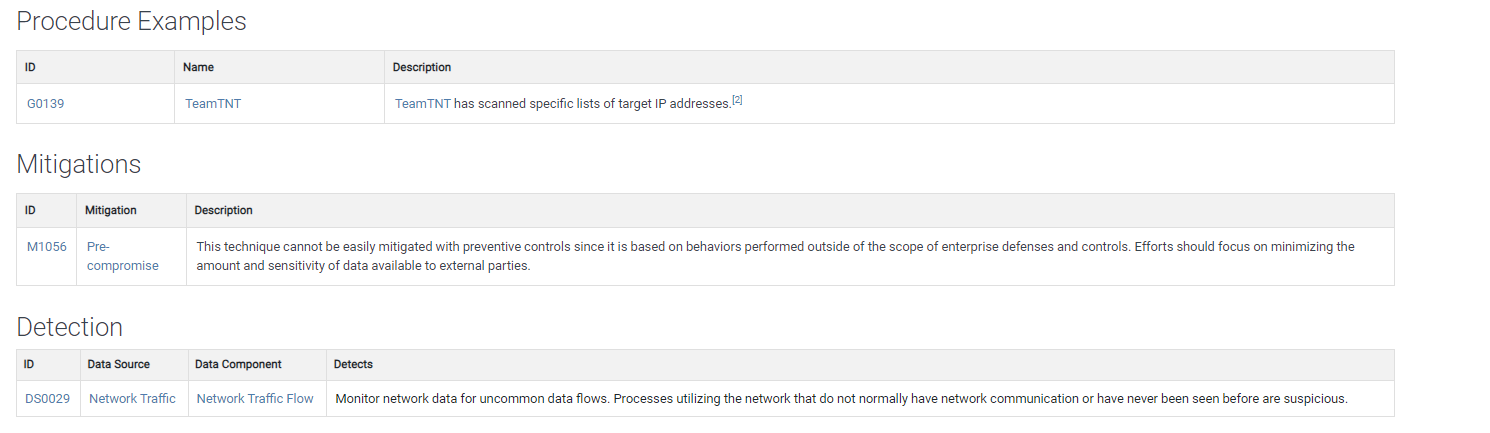 Procedure Examples
ID Name Description
G0139 TeamTNT TeamTNT has scanned specific lists of target IP addresses.[2]
Mitigations
ID Mitigation Description
M1056 Pre- This technique cannot be easily mitigated with preventive controls since it is based on behaviors performed outside of the scope of enterprise defenses and controls. Efforts should focus on minimizing the
compromise amount and sensitivity of data available to external parties.
Detection
ID Data Source Data Component Detects
DS0029 Network Traffic Network Traffic Flow Monitor network data for uncommon data flows. Processes utilizing the network that do not normally have network communication or have never been seen before are suspicious.